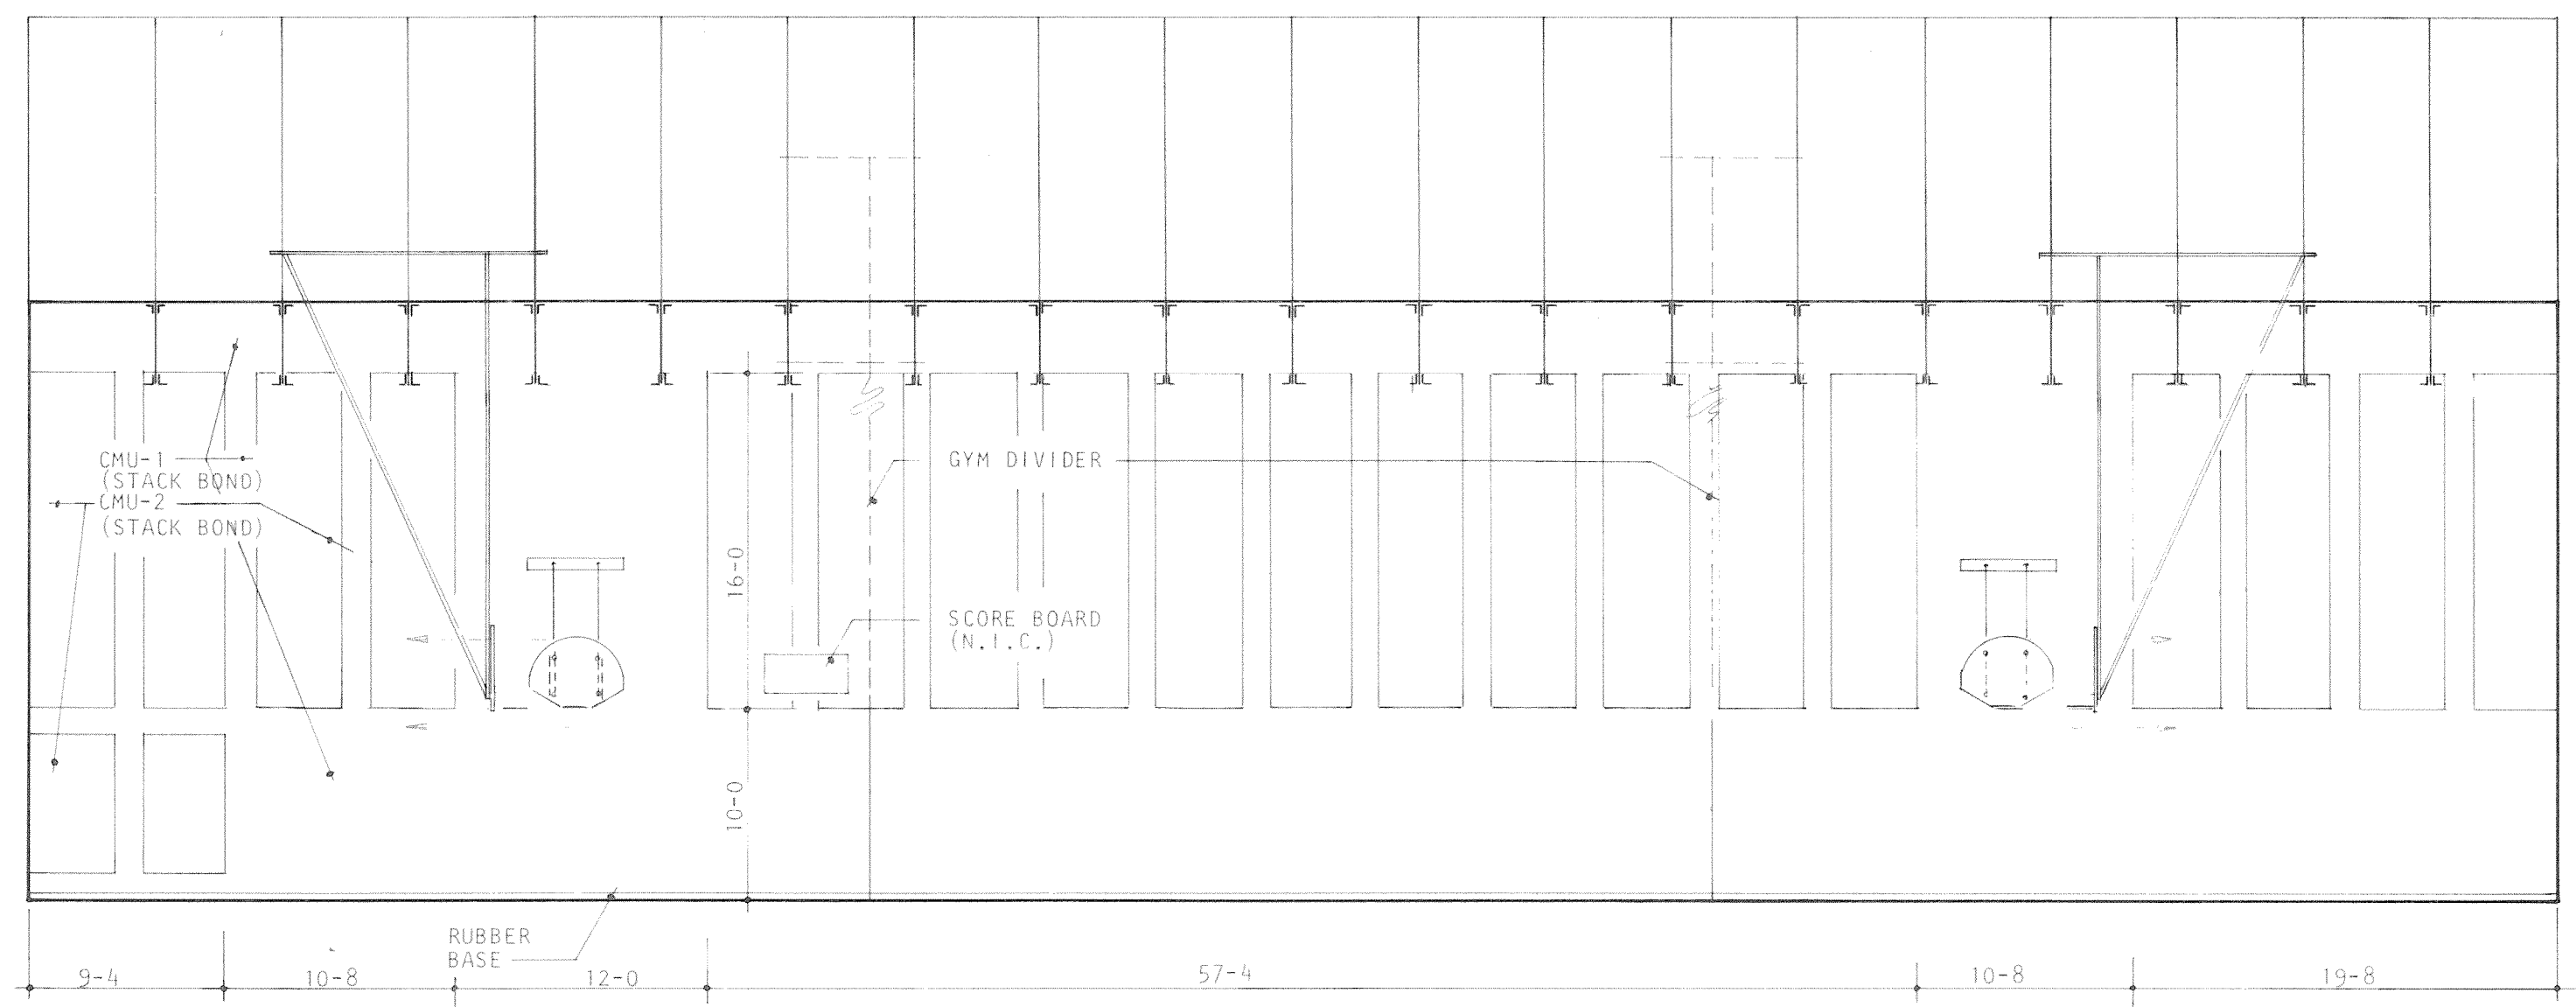 CMU-1
(STACK BOND)
CMU-2
(STACK BOND)
GYM DIVIDER
16-0
SCORE BOARD
(N.I.C.)
10-0
RUBBER
BASE
9-4
10-8
12-0
57-4
10-8
19-8